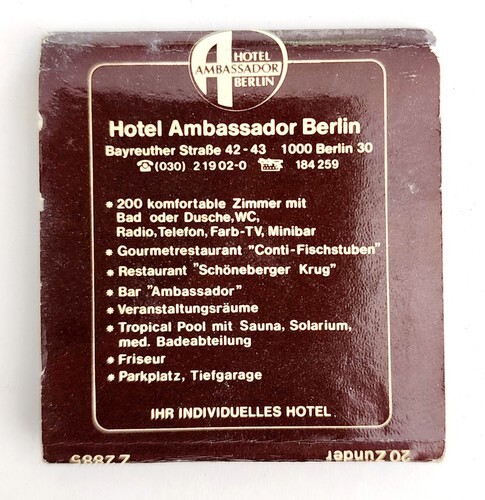 HOTEL
AMBASSADOR
BERLIN
Hotel Ambassador Berlin
Bayreuther Straße 42-43 1000 Berlin 30
☎(030) 21902-0 184259
* 200 komfortable Zimmer mit
Bad oder Dusche,WC,
Radio,Telefon, Farb-TV, Minibar
* Gourmetrestaurant "Conti-Fischstuben"
* Restaurant "Schöneberger Krug"
* Bar "Ambassador"
* Veranstaltungsräume
* Tropical Pool mit Sauna, Solarium,
med. Badeabteilung
* Friseur
* Parkplatz, Tiefgarage
IHR INDIVIDUELLES HOTEL
20 Zünder
Z 2885